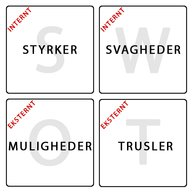 INTERNT
S
STYRKER
INTERNT
W
SVAGHEDER
EKSTERNT
O
MULIGHEDER
EKSTERNT
T
TRUSLER